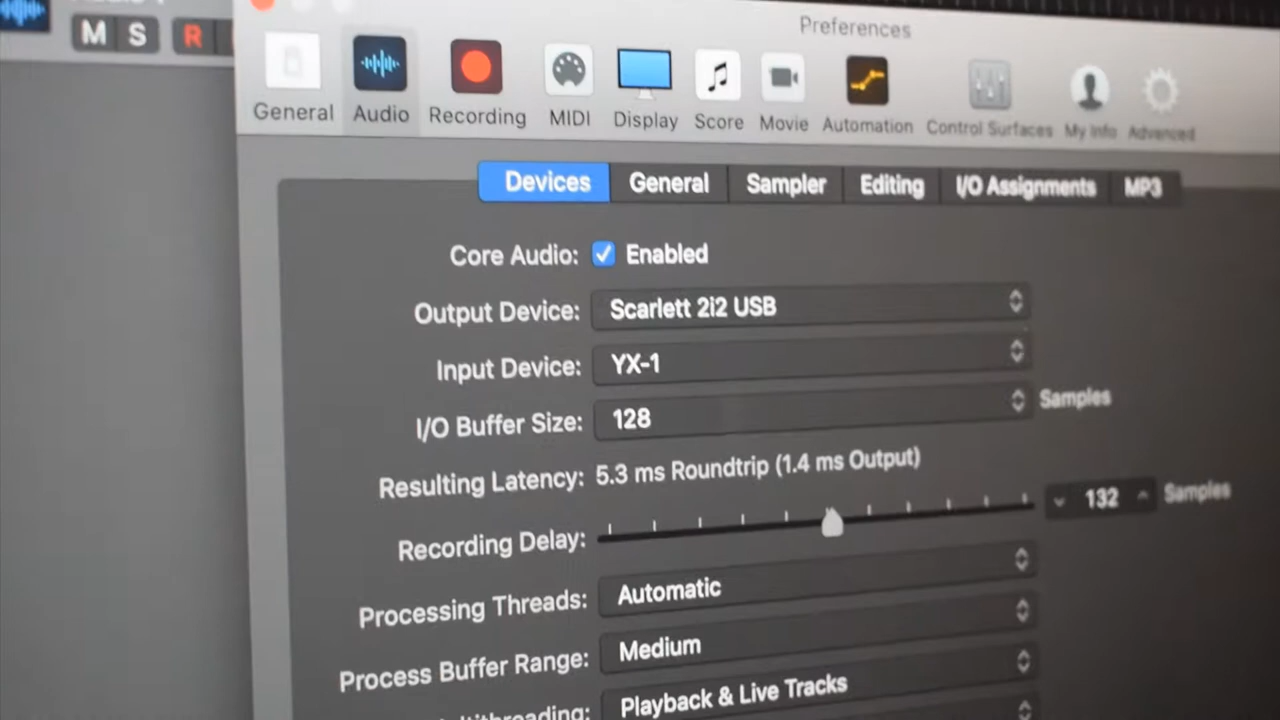 M S R
Preferences
General Audio Recording MIDI Display Score Movie Automation Control Surfaces My Info Advanced
Devices General Sampler Editing I/O Assignments MP3
Core Audio: Enabled
Output Device: Scarlett 2i2 USB
Input Device: YX-1
I/O Buffer Size: 128 Samples
Resulting Latency: 5.3 ms Roundtrip (1.4 ms Output)
Recording Delay: 132 Samples
Processing Threads: Automatic
Process Buffer Range: Medium
Playback & Live Tracks